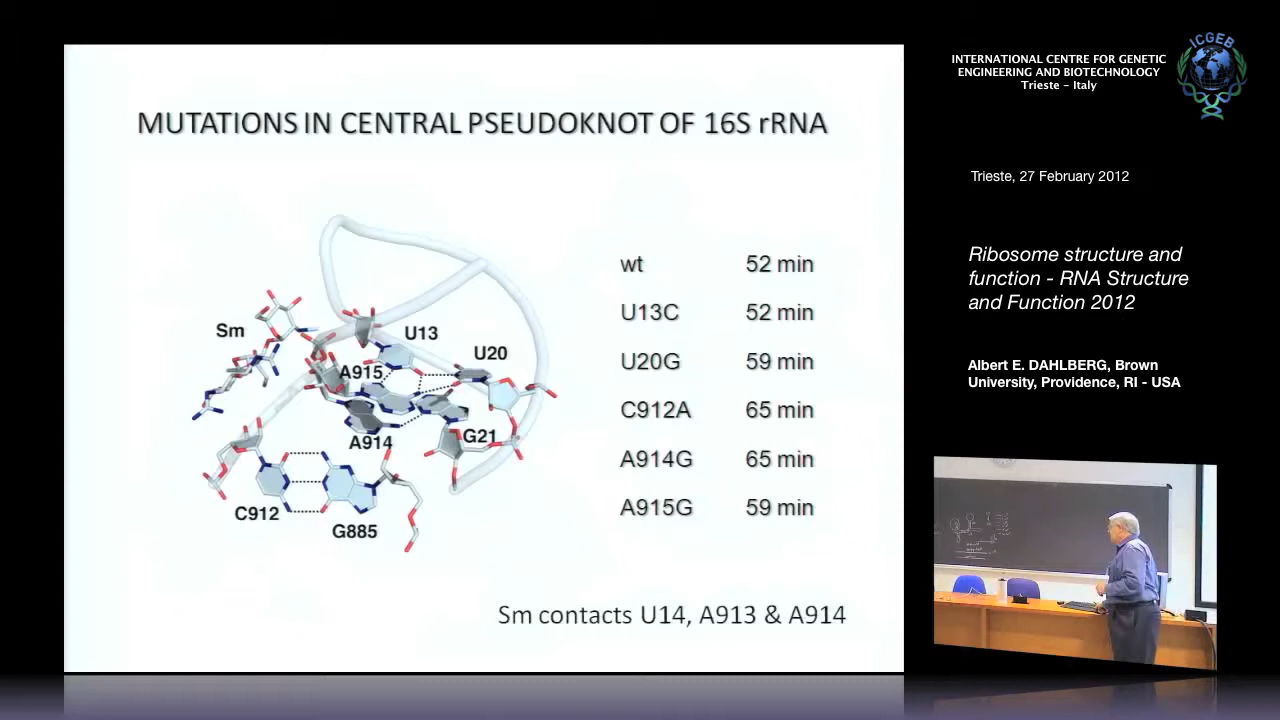 MUTATIONS IN CENTRAL PSEUDOKNOT OF 16S rRNA
Sm
U13
U20
A915
A914
G21
C912
G885
wt 52 min
U13C 52 min
U20G 59 min
C912A 65 min
A914G 65 min
A915G 59 min
Sm contacts U14, A913 & A914
INTERNATIONAL CENTRE FOR GENETIC
ENGINEERING AND BIOTECHNOLOGY
Trieste - Italy
ICGEB
Trieste, 27 February 2012
Ribosome structure and
function - RNA Structure
and Function 2012
Albert E. DAHLBERG, Brown
University, Providence, RI - USA